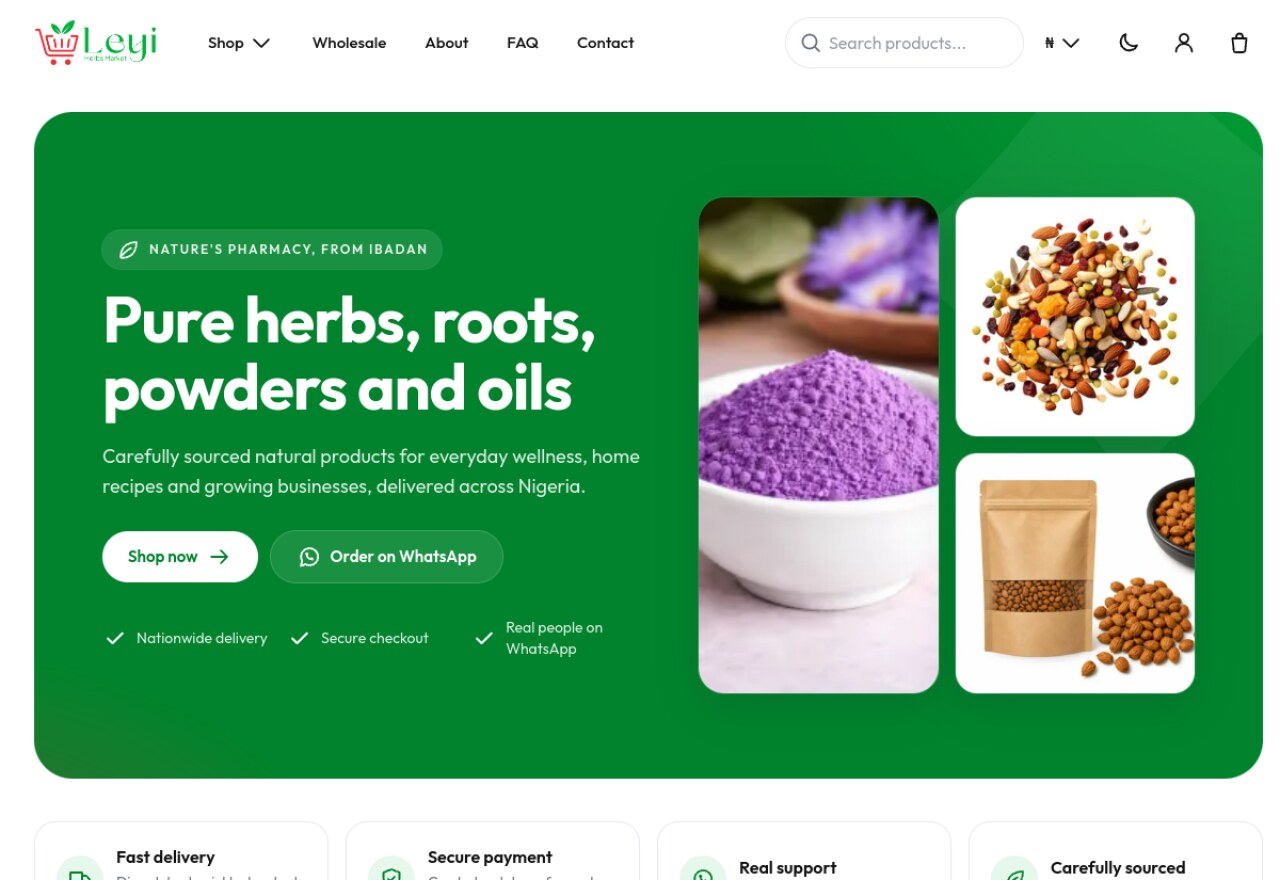 Leyi
Herbs Market
Shop
Wholesale
About
FAQ
Contact
Search products...
₦
NATURE'S PHARMACY, FROM IBADAN
Pure herbs, roots,
powders and oils
Carefully sourced natural products for everyday wellness, home
recipes and growing businesses, delivered across Nigeria.
Shop now
Order on WhatsApp
Nationwide delivery
Secure checkout
Real people on
WhatsApp
Fast delivery
Secure payment
Real support
Carefully sourced